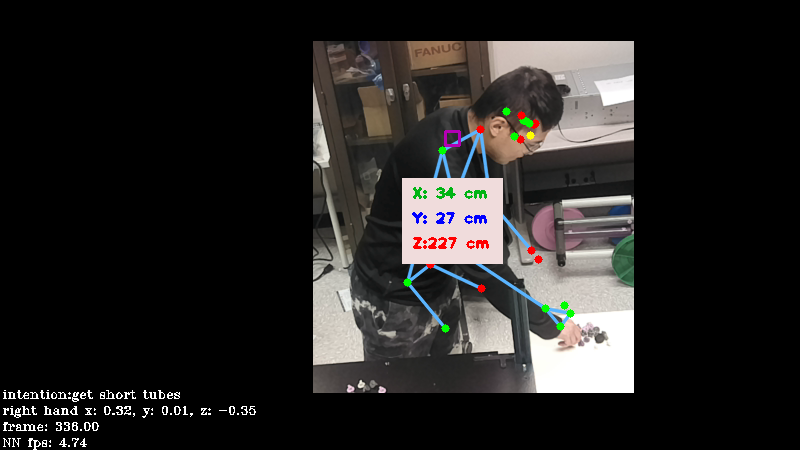 FANUC
X: 34 cm
Y: 27 cm
Z:227 cm
intention:get short tubes
right hand x: 0.32, y: 0.01, z: -0.35
frame: 336.00
NN fps: 4.74